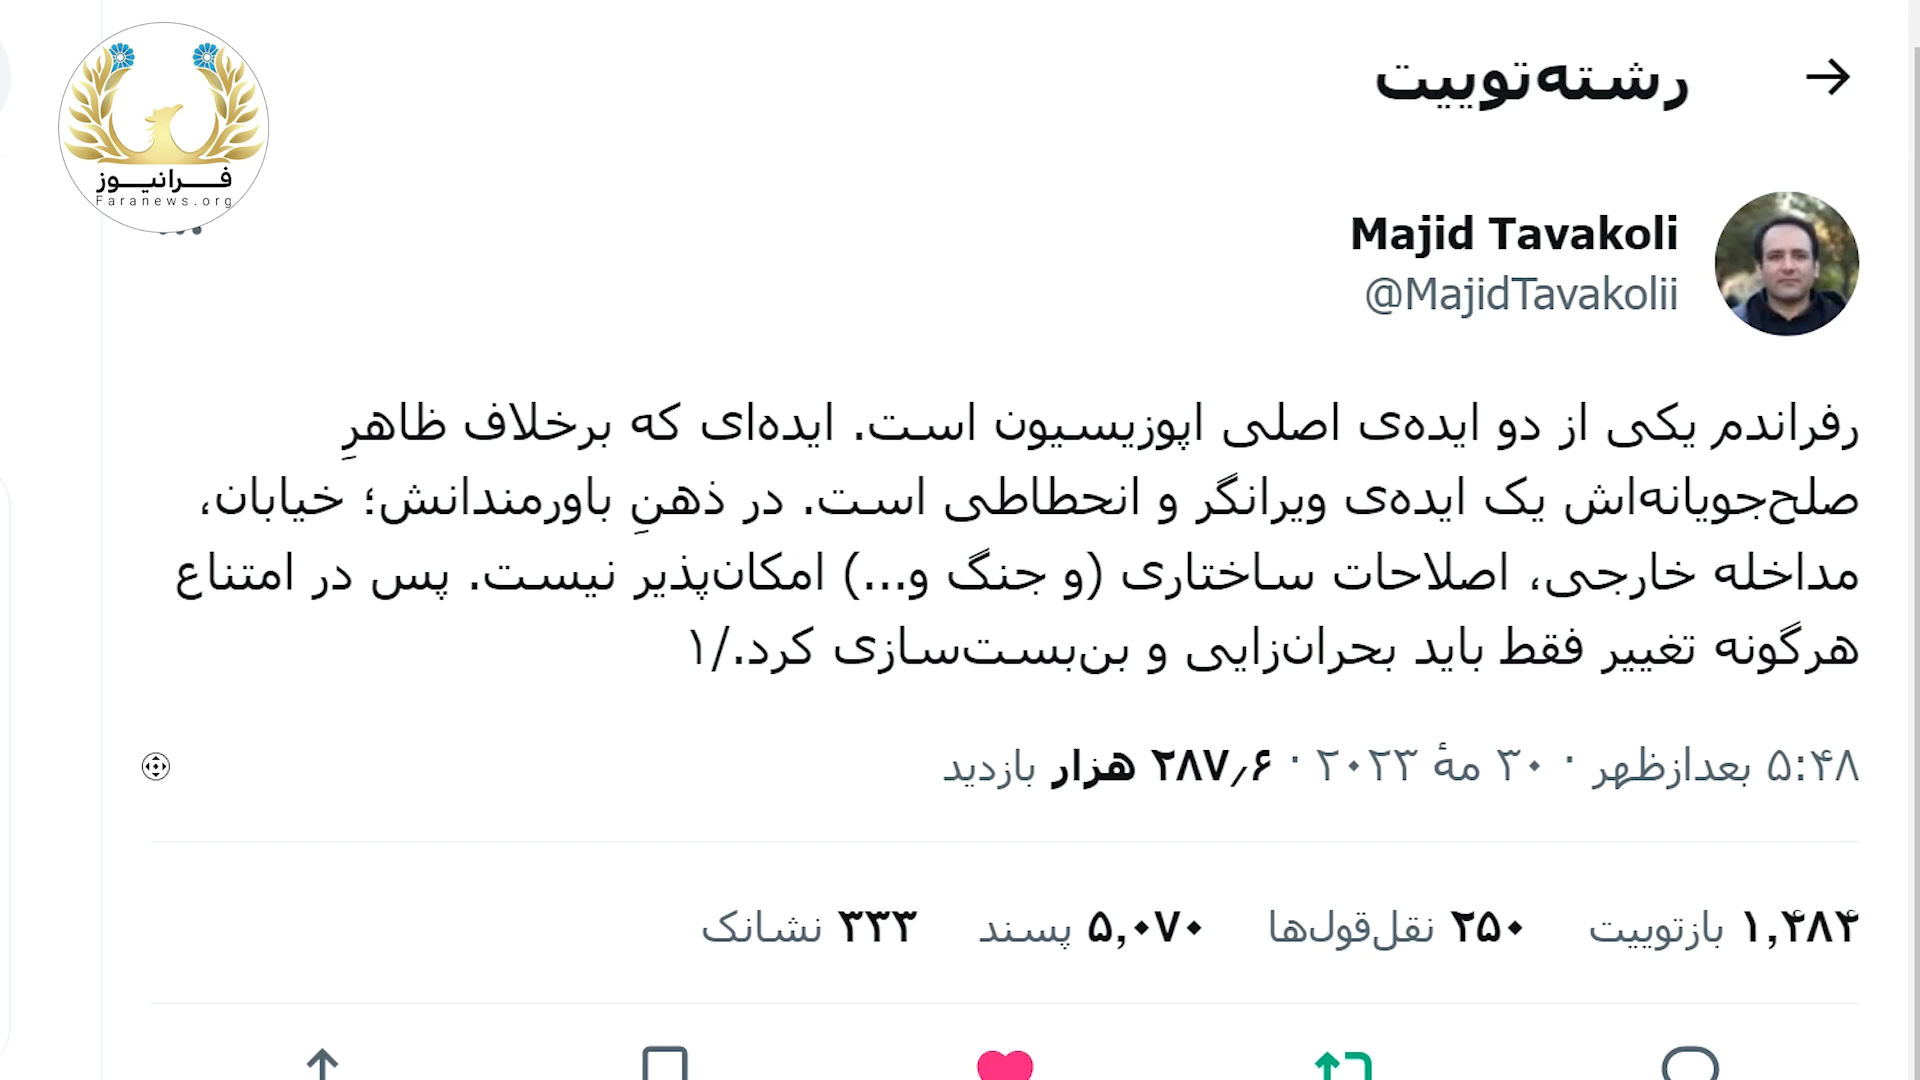 فـــرانیـــوز
Faranews.org
رشته‌توییت
Majid Tavakoli
@MajidTavakolii
رفراندم یکی از دو ایده‌ی اصلی اپوزیسیون است. ایده‌ای که برخلاف ظاهرِ
صلح‌جویانه‌اش یک ایده‌ی ویرانگر و انحطاطی است. در ذهنِ باورمندانش؛ خیابان،
مداخله خارجی، اصلاحات ساختاری (و جنگ و...) امکان‌پذیر نیست. پس در امتناع
هرگونه تغییر فقط باید بحران‌زایی و بن‌بست‌سازی کرد./۱
۵:۴۸ بعدازظهر · ۳۰ مهٔ ۲۰۲۳ · ۲۸۷٫۶ هزار بازدید
۱,۴۸۴ بازتوییت ۲۵۰ نقل‌قول‌ها ۵,۰۷۰ پسند ۳۳۳ نشانک